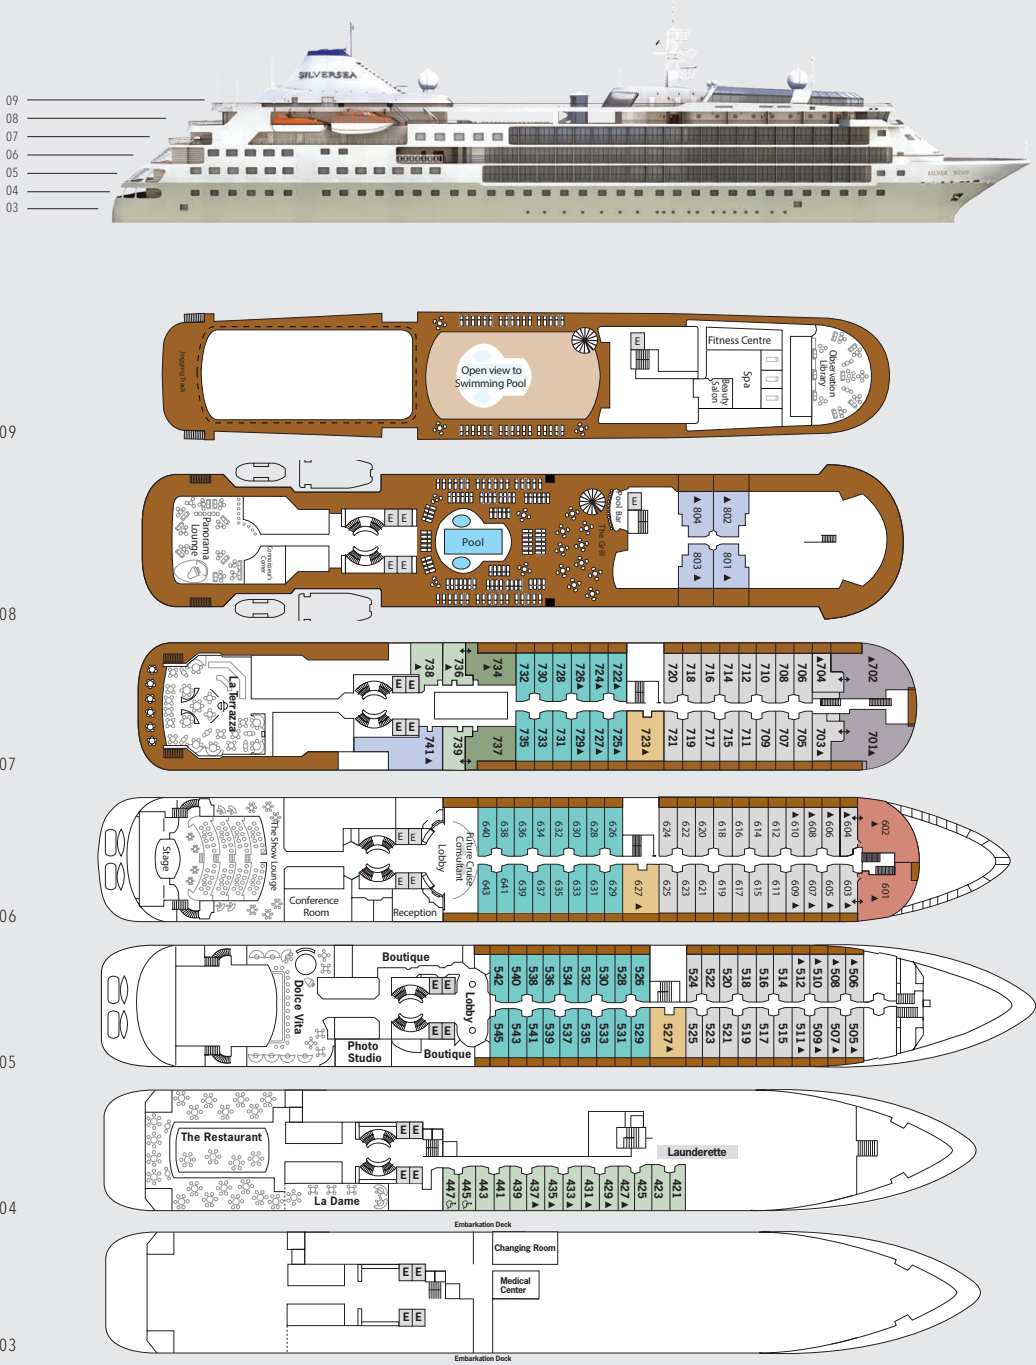 SILVERSEA
SILVER WIND
09
08
07
06
05
04
03
09
Jogging Track
Open view to
Swimming Pool
E
Fitness Centre
Spa
Beauty
Salon
Observation
Library
08
Panorama
Lounge
Connoisseur's
Corner
E E
E E
Pool
The Grill
Pool Bar
E
804 802
803 801
07
La Terrazza
E E
E E
738 736 734 732 730 728 726 724 722 720 718 716 714 712 710 708 706 704 702
741 739 737 735 733 731 729 727 725 723 721 719 717 715 711 709 707 705 703 701
06
Stage
The Show Lounge
Conference
Room
Reception
E E
E E
Lobby
Future Cruise
Consultant
640 638 636 634 632 630 628 626 624 622 620 618 616 614 612 610 608 606 604 602
643 641 639 637 635 633 631 629 627 625 623 621 619 617 615 611 609 607 605 603 601
05
Dolce Vita
Boutique
Photo
Studio
E E
E E
Boutique
Lobby
542 540 538 536 534 532 530 528 526 524 522 520 518 516 514 512 510 508 506
545 543 541 539 537 535 533 531 529 527 525 523 521 519 517 515 511 509 507 505
04
The Restaurant
La Dame
E E
E E
Launderette
447 445 443 441 439 437 435 433 431 429 427 425 423 421
Embarkation Deck
03
E E
E E
Changing Room
Medical
Center
Embarkation Deck